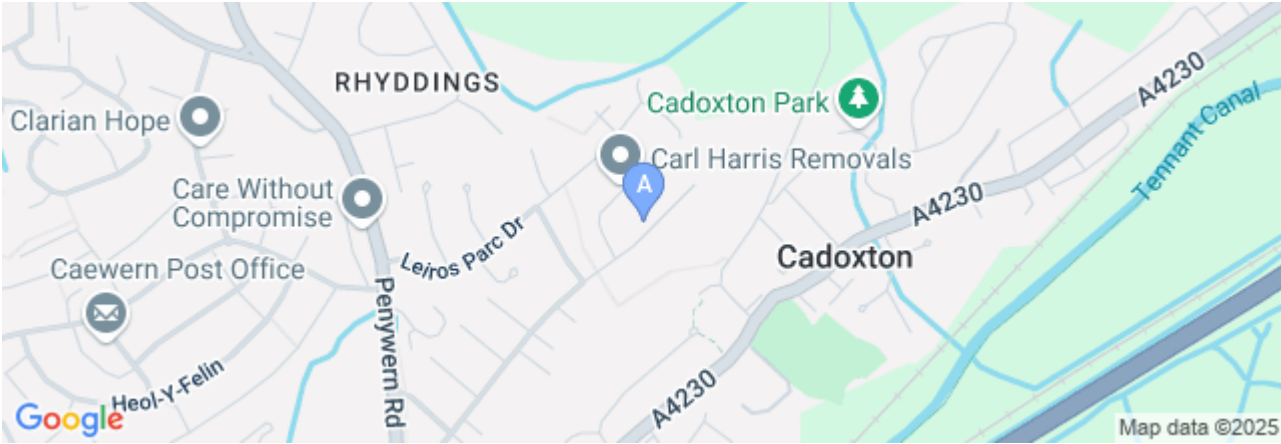 RHYDDINGS
Cadoxton Park
A4230
Clarian Hope
Carl Harris Removals
Tennant Canal
A
Care Without
Compromise
A4230
Leiros Parc Dr
Cadoxton
Caewern Post Office
Penywern Rd
Heol-Y-Felin
A4230
Google
Map data ©2025